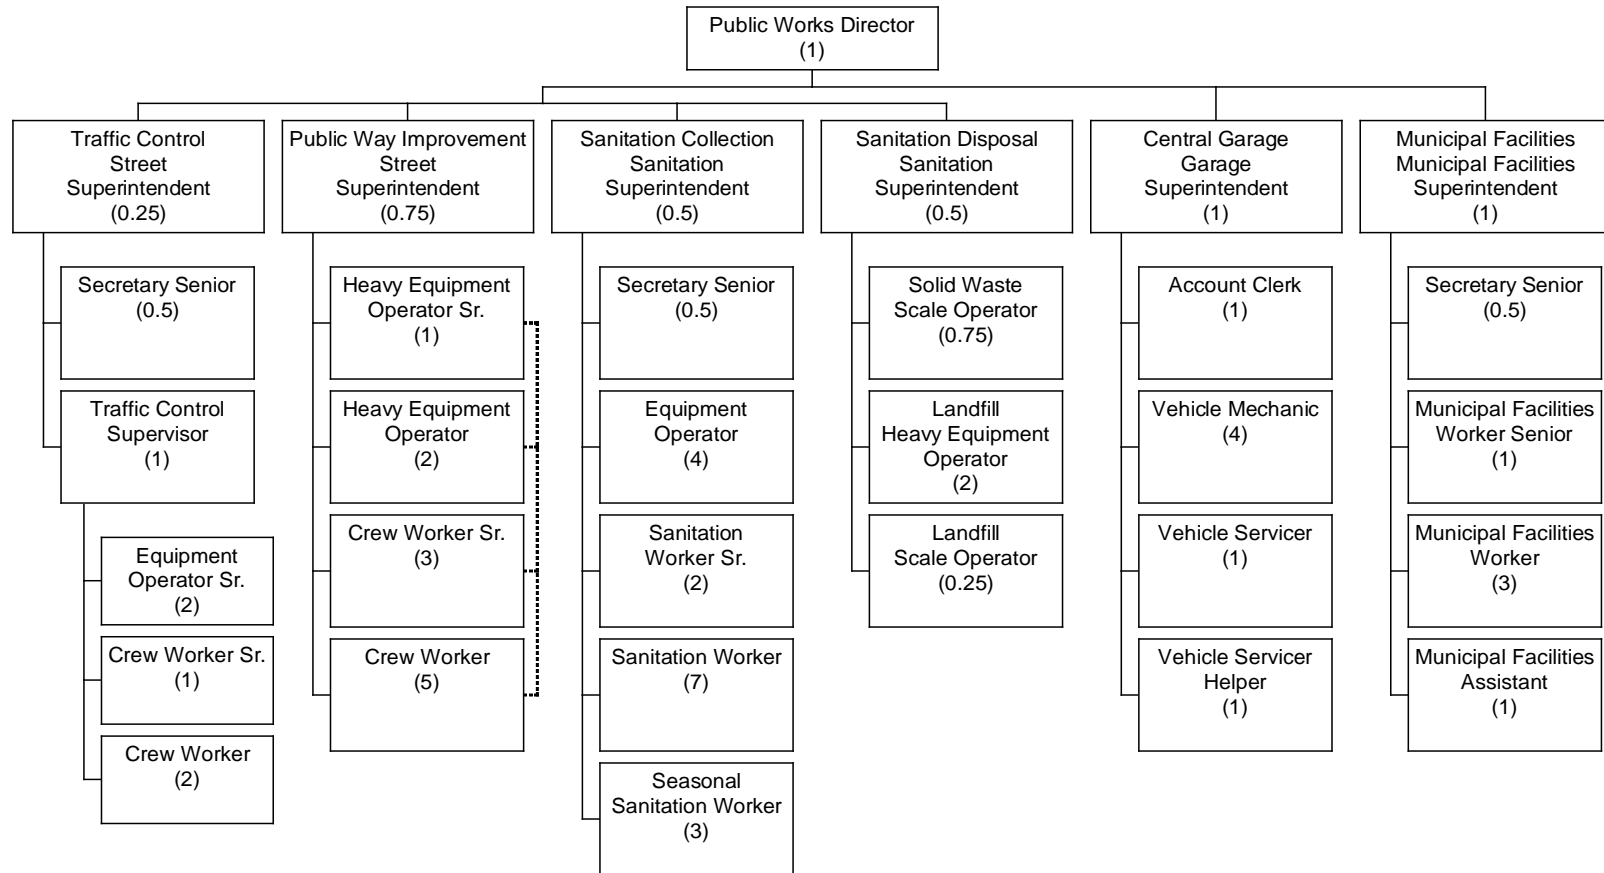 Public Works Director
(1)
Traffic Control
Street
Superintendent
(0.25)
Public Way Improvement
Street
Superintendent
(0.75)
Sanitation Collection
Sanitation
Superintendent
(0.5)
Sanitation Disposal
Sanitation
Superintendent
(0.5)
Central Garage
Garage
Superintendent
(1)
Municipal Facilities
Municipal Facilities
Superintendent
(1)
Secretary Senior
(0.5)
Traffic Control
Supervisor
(1)
Equipment
Operator Sr.
(2)
Crew Worker Sr.
(1)
Crew Worker
(2)
Heavy Equipment
Operator Sr.
(1)
Heavy Equipment
Operator
(2)
Crew Worker Sr.
(3)
Crew Worker
(5)
Secretary Senior
(0.5)
Equipment
Operator
(4)
Sanitation
Worker Sr.
(2)
Sanitation Worker
(7)
Seasonal
Sanitation Worker
(3)
Solid Waste
Scale Operator
(0.75)
Landfill
Heavy Equipment
Operator
(2)
Landfill
Scale Operator
(0.25)
Account Clerk
(1)
Vehicle Mechanic
(4)
Vehicle Servicer
(1)
Vehicle Servicer
Helper
(1)
Secretary Senior
(0.5)
Municipal Facilities
Worker Senior
(1)
Municipal Facilities
Worker
(3)
Municipal Facilities
Assistant
(1)